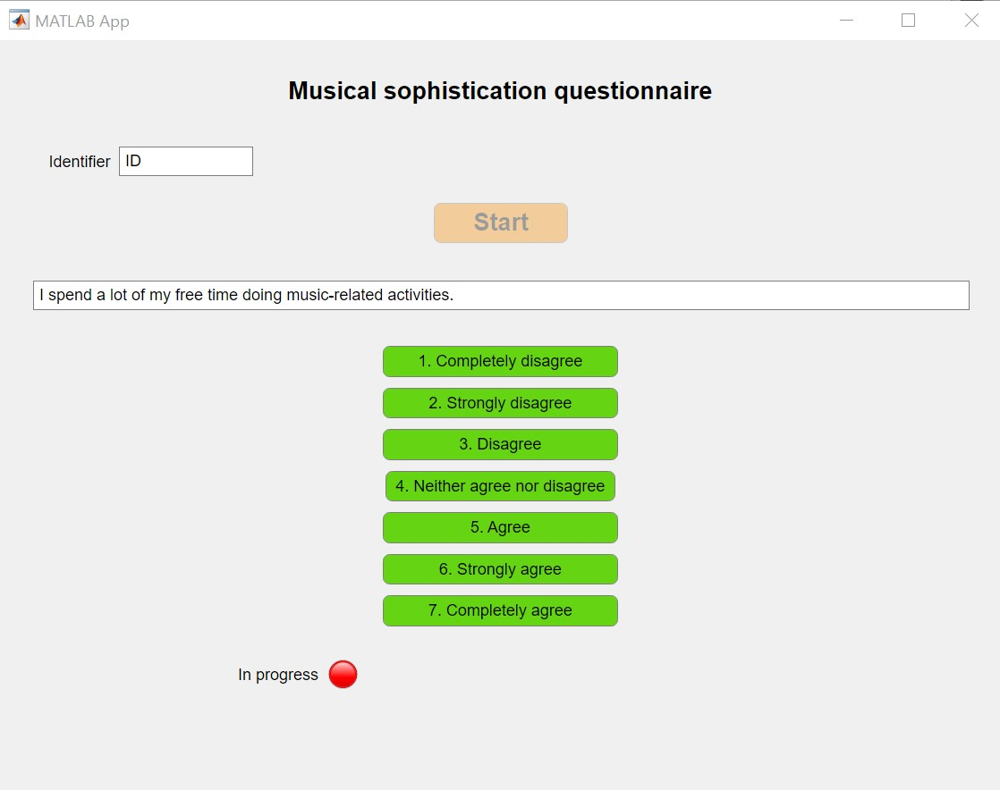 MATLAB App
Musical sophistication questionnaire
Identifier ID
Start
I spend a lot of my free time doing music-related activities.
1. Completely disagree
2. Strongly disagree
3. Disagree
4. Neither agree nor disagree
5. Agree
6. Strongly agree
7. Completely agree
In progress